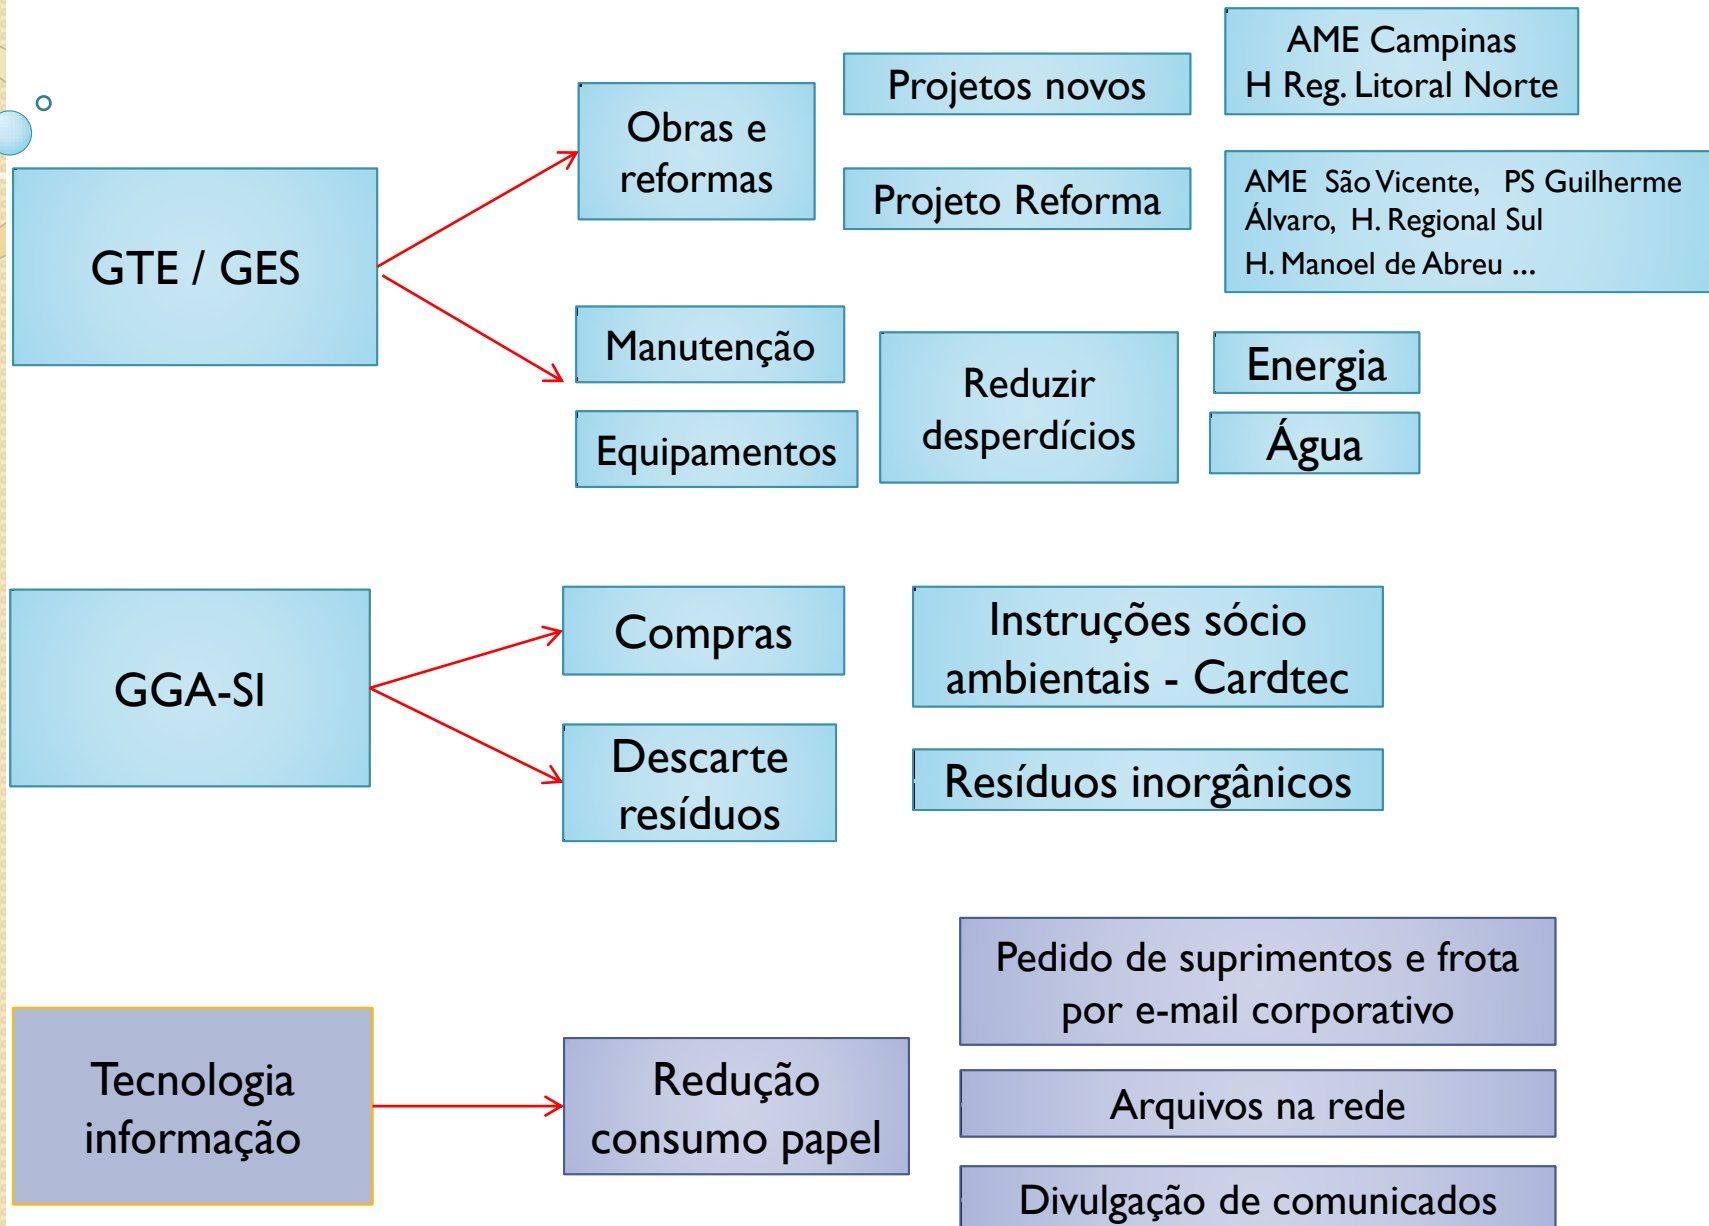 GTE / GES
Obras e
reformas
Projetos novos
AME Campinas
H Reg. Litoral Norte
Projeto Reforma
AME São Vicente, PS Guilherme
Álvaro, H. Regional Sul
H. Manoel de Abreu ...
Manutenção
Equipamentos
Reduzir
desperdícios
Energia
Água
GGA-SI
Compras
Instruções sócio
ambientais - Cardtec
Descarte
resíduos
Resíduos inorgânicos
Tecnologia
informação
Redução
consumo papel
Pedido de suprimentos e frota
por e-mail corporativo
Arquivos na rede
Divulgação de comunicados